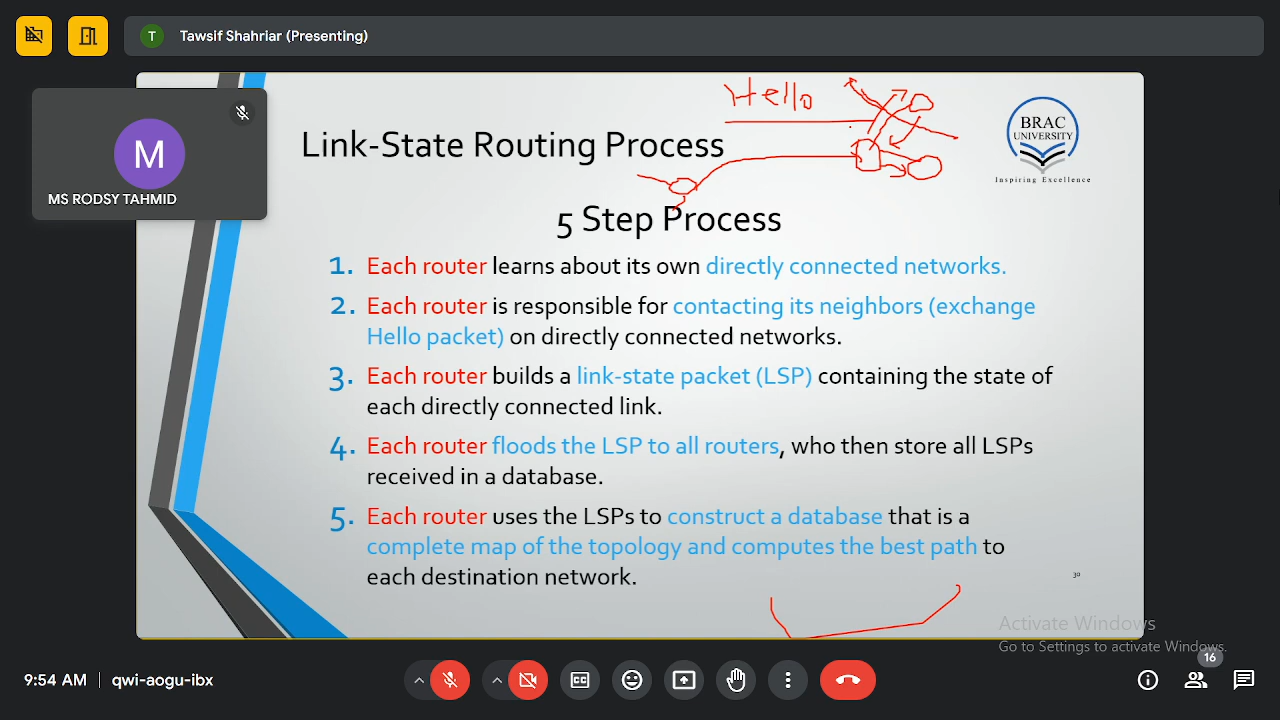 T Tawsif Shahriar (Presenting)
M
MS RODSY TAHMID
Hello
BRAC
UNIVERSITY
Inspiring Excellence
Link-State Routing Process
5 Step Process
1. Each router learns about its own directly connected networks.
2. Each router is responsible for contacting its neighbors (exchange
Hello packet) on directly connected networks.
3. Each router builds a link-state packet (LSP) containing the state of
each directly connected link.
4. Each router floods the LSP to all routers, who then store all LSPs
received in a database.
5. Each router uses the LSPs to construct a database that is a
complete map of the topology and computes the best path to
each destination network.
Activate Windows
Go to Settings to activate Windows.
9:54 AM | qwi-aogu-ibx
CC
16